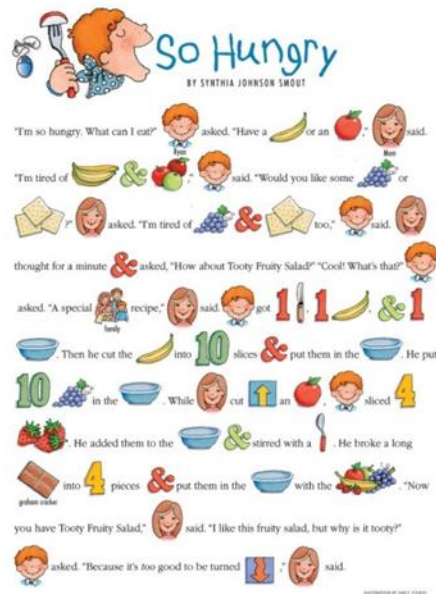 So Hungry
BY SYNTHIA JOHNSON SMOUT
"I'm so hungry. What can I eat?" asked. "Have a or an ," said.
Ryan Mom
"I'm tired of & ," said. "Would you like some or
?" asked. "I'm tired of & too," said.
thought for a minute & asked, "How about Tooty Fruity Salad?" "Cool! What's that?"
asked. "A special recipe," said. got 1 , 1 , & 1
family
. Then he cut the into 10 slices & put them in the . He put
10 in the . While cut an , sliced 4
. He added them to the & stirred with a . He broke a long
into 4 pieces & put them in the with the . "Now
graham cracker
you have Tooty Fruity Salad," said. "I like this fruity salad, but why is it tooty?"
asked. "Because it's too good to be turned ," said.